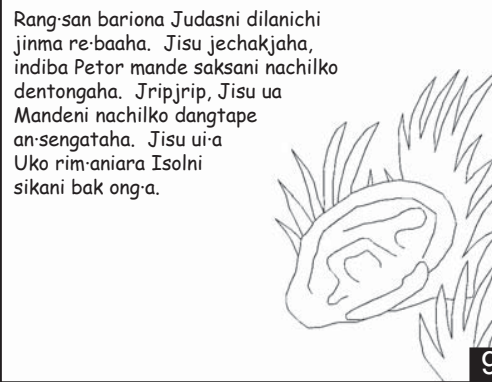 Rang·san bariona Judasni dilanichi
jinma re·baaha. Jisu jechakjaha,
indiba Petor mande saksani nachilko
dentongaha. Jripjrip, Jisu ua
Mandeni nachilko dangtape
an·sengataha. Jisu ui·a
Uko rim·aniara Isolni
sikani bak ong·a.
9